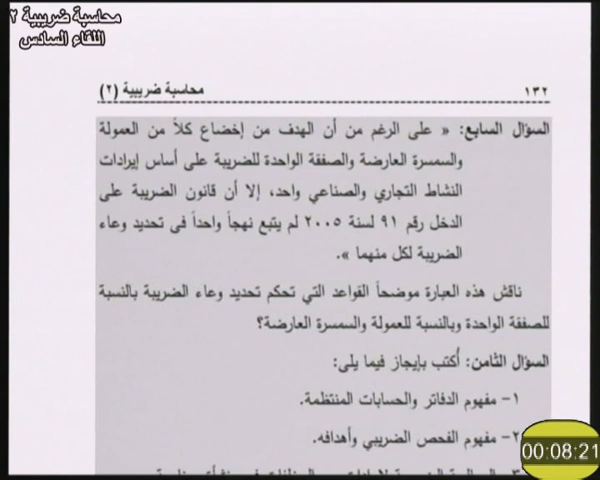 محاسبة ضريبية ٢
اللقاء السادس
١٣٢ محاسبة ضريبية (٢)
السؤال السابع: « على الرغم من أن الهدف من إخضاع كلاً من العمولة
والسمسرة العارضة والصفقة الواحدة للضريبة على أساس إيرادات
النشاط التجاري والصناعي واحد، إلا أن قانون الضريبة على
الدخل رقم ٩١ لسنة ٢٠٠٥ لم يتبع نهجاً واحداً فى تحديد وعاء
الضريبة لكل منهما ».
ناقش هذه العبارة موضحاً القواعد التي تحكم تحديد وعاء الضريبة بالنسبة
للصفقة الواحدة وبالنسبة للعمولة والسمسرة العارضة؟
السؤال الثامن: أكتب بإيجاز فيما يلى:
١- مفهوم الدفاتر والحسابات المنتظمة.
٢- مفهوم الفحص الضريبي وأهدافه.
00:08:21